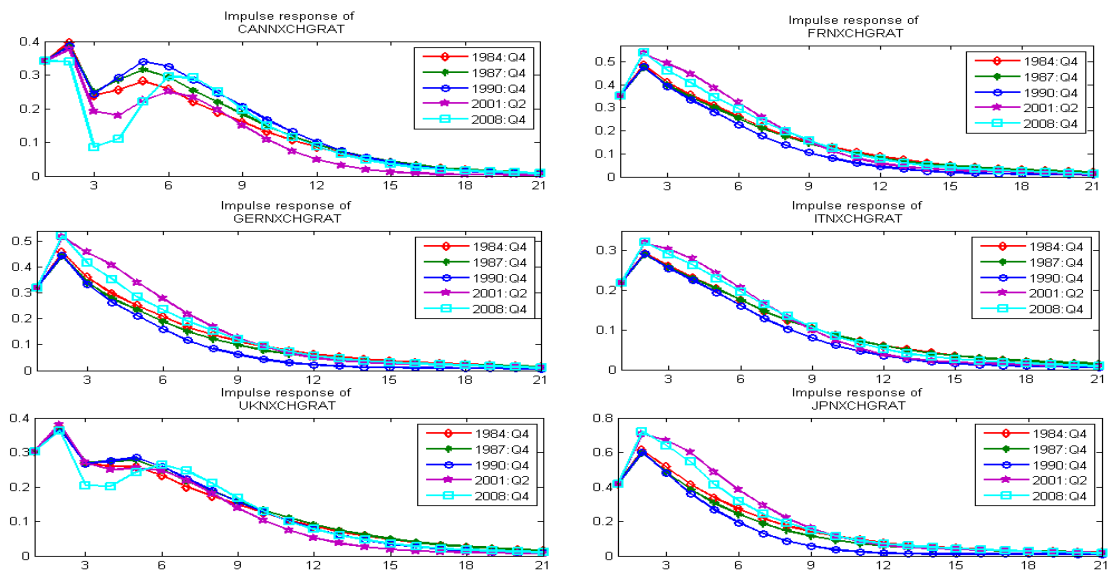 Impulse response of
CANNXCHGRAT
0.4
0.3
0.2
0.1
0
3
6
9
12
15
18
21
1984:Q4
1987:Q4
1990:Q4
2001:Q2
2008:Q4
Impulse response of
FRNXCHGRAT
0.5
0.4
0.3
0.2
0.1
0
3
6
9
12
15
18
21
1984:Q4
1987:Q4
1990:Q4
2001:Q2
2008:Q4
Impulse response of
GERNXCHGRAT
0.5
0.4
0.3
0.2
0.1
0
3
6
9
12
15
18
21
1984:Q4
1987:Q4
1990:Q4
2001:Q2
2008:Q4
Impulse response of
ITNXCHGRAT
0.3
0.2
0.1
0
3
6
9
12
15
18
21
1984:Q4
1987:Q4
1990:Q4
2001:Q2
2008:Q4
Impulse response of
UKNXCHGRAT
0.4
0.3
0.2
0.1
0
3
6
9
12
15
18
21
1984:Q4
1987:Q4
1990:Q4
2001:Q2
2008:Q4
Impulse response of
JPNXCHGRAT
0.8
0.6
0.4
0.2
0
3
6
9
12
15
18
21
1984:Q4
1987:Q4
1990:Q4
2001:Q2
2008:Q4